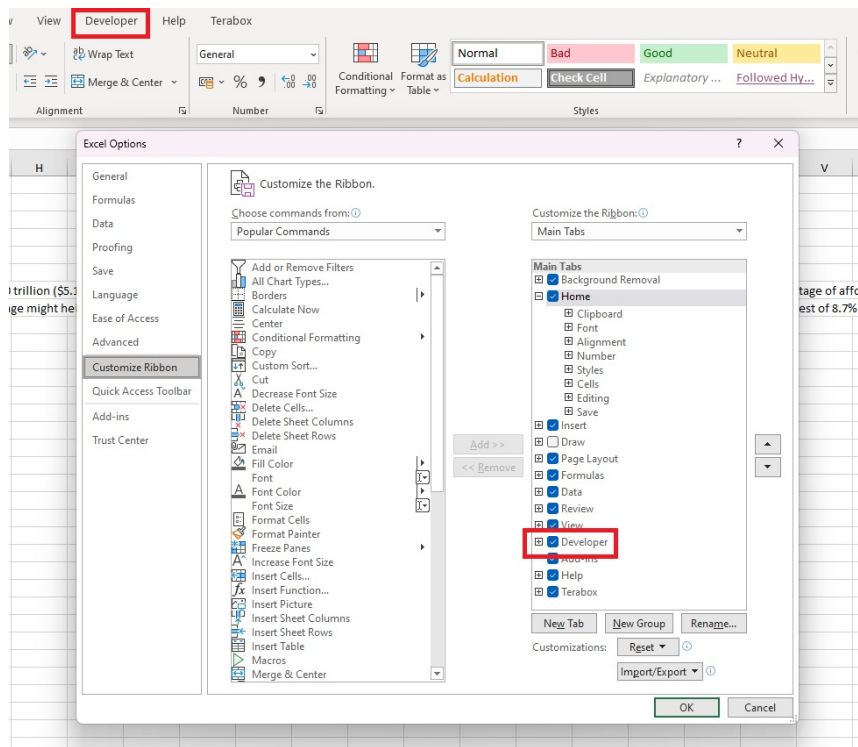 View Developer Help Terabox
Wrap Text
General
Normal Bad Good Neutral
Merge & Center
Conditional Formatting
Format as Table
Calculation Check Cell Explanatory ... Followed Hy...
Alignment Number Styles
Excel Options
H V
General
Formulas
Data
Proofing
Save
Language
Ease of Access
Advanced
Customize Ribbon
Quick Access Toolbar
Add-ins
Trust Center
Customize the Ribbon.
Choose commands from:
Popular Commands
Add or Remove Filters
All Chart Types...
Borders
Calculate Now
Center
Conditional Formatting
Copy
Custom Sort...
Cut
Decrease Font Size
Delete Cells...
Delete Sheet Columns
Delete Sheet Rows
Email
Fill Color
Font
Font Color
Font Size
Format Cells
Format Painter
Freeze Panes
Increase Font Size
Insert Cells...
Insert Function...
Insert Picture
Insert Sheet Columns
Insert Sheet Rows
Insert Table
Macros
Merge & Center
Add >>
<< Remove
Customize the Ribbon:
Main Tabs
Main Tabs
Background Removal
Home
Clipboard
Font
Alignment
Number
Styles
Cells
Editing
Save
Insert
Draw
Page Layout
Formulas
Data
Review
View
Developer
Add-ins
Help
Terabox
New Tab New Group Rename...
Customizations: Reset
Import/Export
OK Cancel
trillion ($5.1
tage of affo
ge might he
est of 8.7%